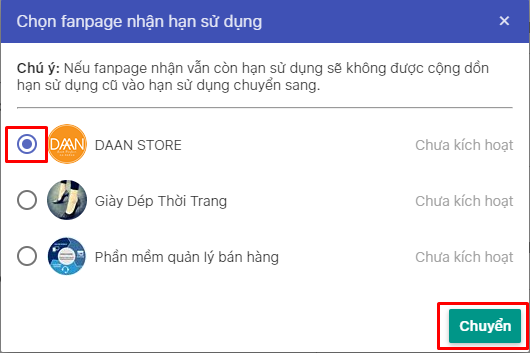 Chọn fanpage nhận hạn sử dụng ×
Chú ý: Nếu fanpage nhận vẫn còn hạn sử dụng sẽ không được cộng dồn
hạn sử dụng cũ vào hạn sử dụng chuyển sang.
DAAN
DAAN STORE Chưa kích hoạt
Giày Dép Thời Trang Chưa kích hoạt
Phần mềm quản lý bán hàng Chưa kích hoạt
Chuyển